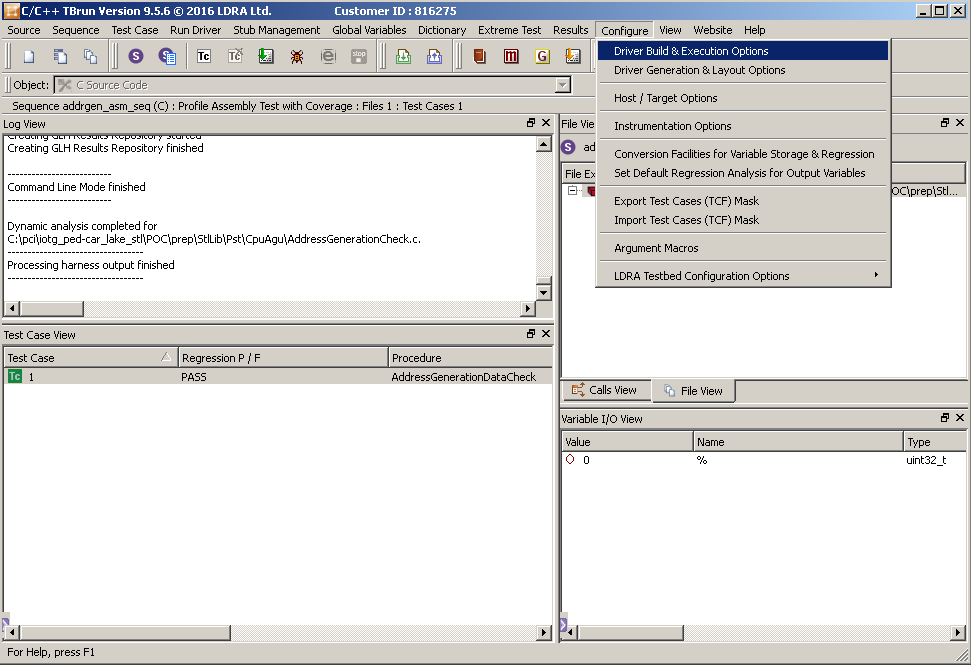 C/C++ TBrun Version 9.5.6 © 2016 LDRA Ltd. Customer ID : 816275
Source Sequence Test Case Run Driver Stub Management Global Variables Dictionary Extreme Test Results Configure View Website Help
S Tc Tc stop m G
Object: C Source Code
Sequence addrgen_asm_seq (C) : Profile Assembly Test with Coverage : Files 1 : Test Cases 1
Driver Build & Execution Options
Driver Generation & Layout Options
Host / Target Options
Instrumentation Options
Conversion Facilities for Variable Storage & Regression
Set Default Regression Analysis for Output Variables
Export Test Cases (TCF) Mask
Import Test Cases (TCF) Mask
Argument Macros
LDRA Testbed Configuration Options
Log View
Creating GLH Results Repository started
Creating GLH Results Repository finished
--------------------------
Command Line Mode finished
--------------------------
Dynamic analysis completed for
C:\pci\iotg_ped-car_lake_stl\POC\prep\StlLib\Pst\CpuAgu\AddressGenerationCheck.c.
----------------------------------
Processing harness output finished
----------------------------------
File Vie
S ad
File Ex
OC\prep\Stl...
Calls View File View
Test Case View
Test Case Regression P / F Procedure
Tc 1 PASS AddressGenerationDataCheck
Variable I/O View
Value Name Type
0 % uint32_t
For Help, press F1